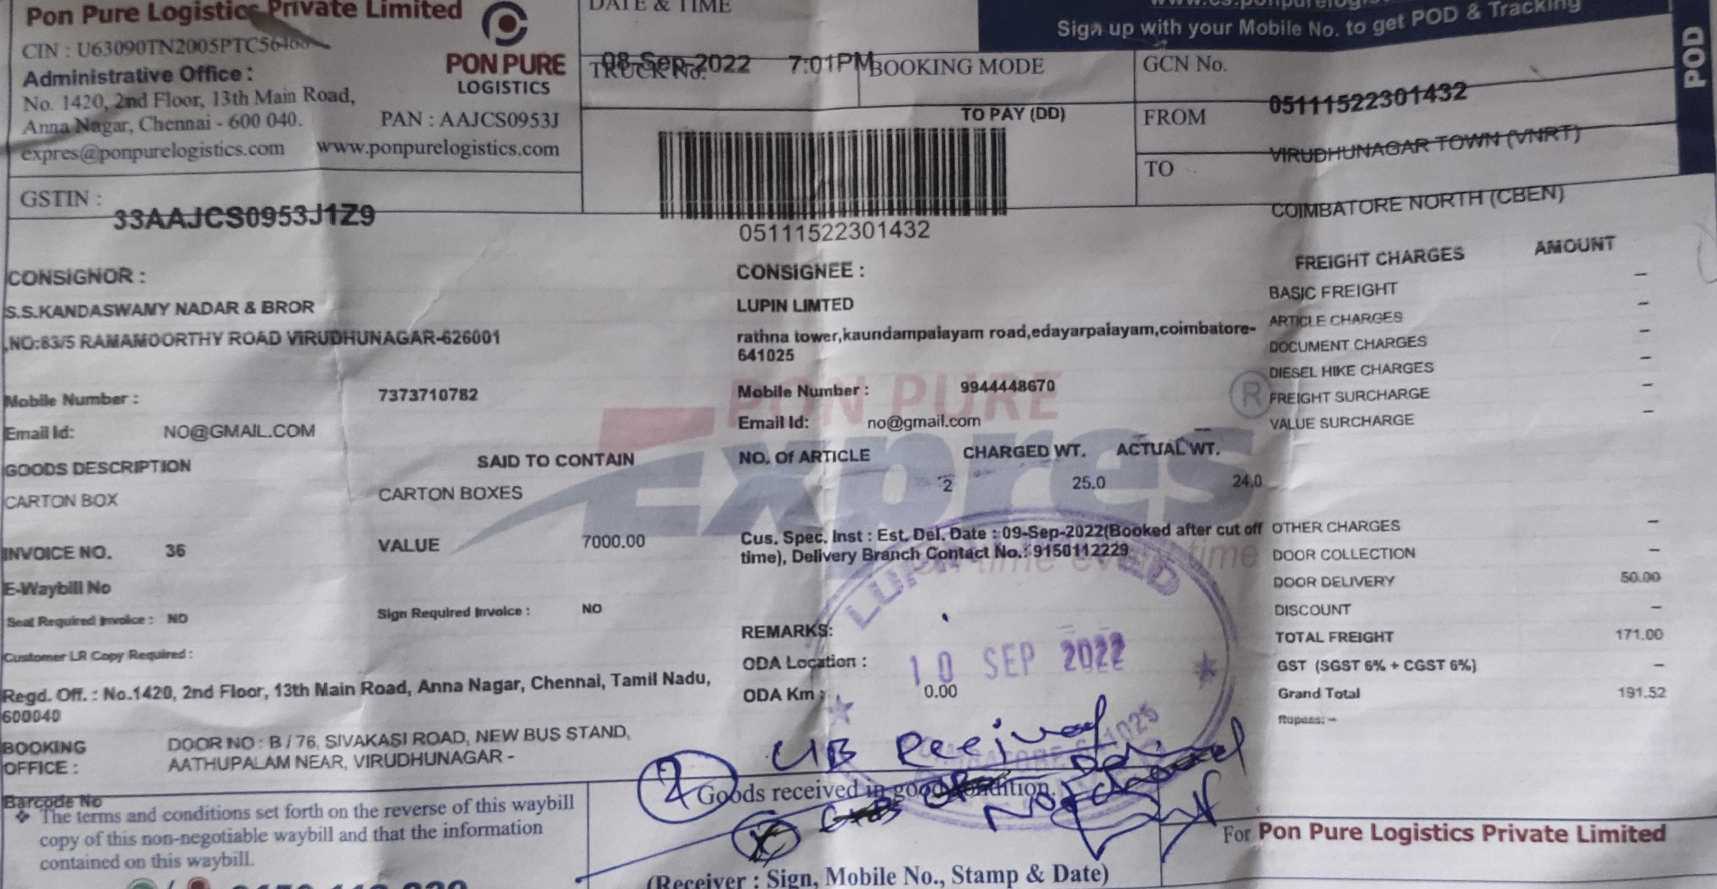 Pon Pure Logistics Private Limited
CIN : U63090TN2005PTC56466
Administrative Office :
No. 1420, 2nd Floor, 13th Main Road,
Anna Nagar, Chennai - 600 040.
PAN : AAJCS0953J
expres@ponpurelogistics.com www.ponpurelogistics.com
PON PURE
LOGISTICS
GSTIN :
33AAJCS0953J1Z9
DATE & TIME
08-Sep-2022 7:01PM
TRUCK No.
BOOKING MODE
TO PAY (DD)
05111522301432
Sign up with your Mobile No. to get POD & Tracking
POD
GCN No.
05111522301432
FROM
VIRUDHUNAGAR TOWN (VNRT)
TO
COIMBATORE NORTH (CBEN)
CONSIGNOR :
S.S.KANDASWAMY NADAR & BROR
,NO:83/5 RAMAMOORTHY ROAD VIRUDHUNAGAR-626001
Mobile Number : 7373710782
Email Id: NO@GMAIL.COM
CONSIGNEE :
LUPIN LIMTED
rathna tower,kaundampalayam road,edayarpalayam,coimbatore-
641025
Mobile Number : 9944448670
Email Id: no@gmail.com
PON PURE
Expres
®
GOODS DESCRIPTION SAID TO CONTAIN
CARTON BOX CARTON BOXES
NO. Of ARTICLE CHARGED WT. ACTUAL WT.
2 25.0 24.0
INVOICE NO. 36 VALUE 7000.00
E-Waybill No
Seal Required Invoice : NO Sign Required Invoice : NO
Customer LR Copy Required :
Cus. Spec. Inst : Est. Del. Date : 09-Sep-2022(Booked after cut off
time), Delivery Branch Contact No.: 9150112229
REMARKS:
ODA Location :
ODA Km : 0.00
Regd. Off. : No.1420, 2nd Floor, 13th Main Road, Anna Nagar, Chennai, Tamil Nadu,
600040
BOOKING OFFICE : DOOR NO : B / 76, SIVAKASI ROAD, NEW BUS STAND,
AATHUPALAM NEAR, VIRUDHUNAGAR -
FREIGHT CHARGES AMOUNT
BASIC FREIGHT –
ARTICLE CHARGES –
DOCUMENT CHARGES –
DIESEL HIKE CHARGES –
FREIGHT SURCHARGE –
VALUE SURCHARGE –
OTHER CHARGES –
DOOR COLLECTION –
DOOR DELIVERY 50.00
DISCOUNT –
TOTAL FREIGHT 171.00
GST (SGST 6% + CGST 6%) –
Grand Total 191.52
Rupees: –
10 SEP 2022
2 CB Received
Barcode No
The terms and conditions set forth on the reverse of this waybill
copy of this non-negotiable waybill and that the information
contained on this waybill.
Goods received in good condition.
(Receiver : Sign, Mobile No., Stamp & Date)
For Pon Pure Logistics Private Limited